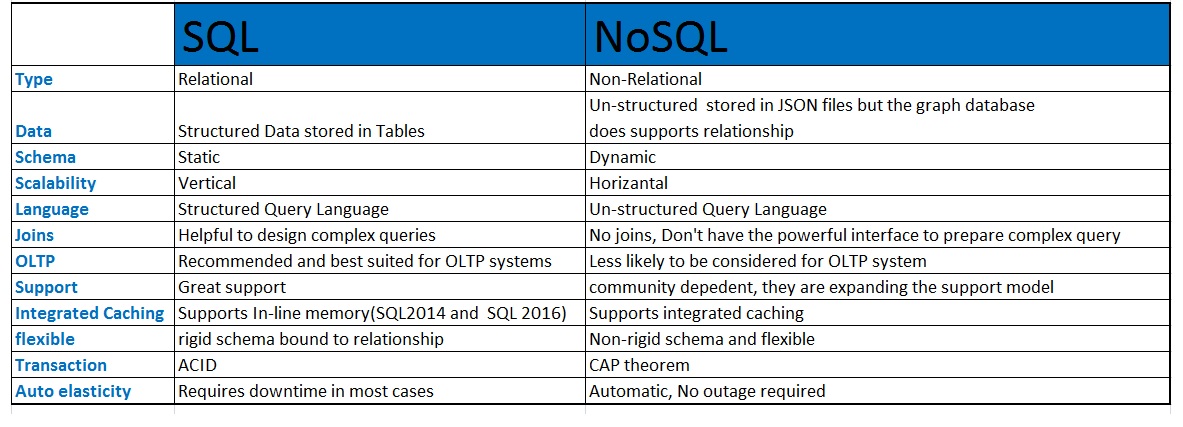 SQL NoSQL
Type Relational Non-Relational
Un-structured  stored in JSON files but the graph database
Data Structured Data stored in Tables does supports relationship
Schema Static Dynamic
Scalability Vertical Horizantal
Language Structured Query Language Un-structured Query Language
Joins Helpful to design complex queries No joins, Don't have the powerful interface to prepare complex query
OLTP Recommended and best suited for OLTP systems Less likely to be considered for OLTP system
Support Great support community depedent, they are expanding the support model
Integrated Caching Supports In-line memory(SQL2014 and  SQL 2016) Supports integrated caching
flexible rigid schema bound to relationship Non-rigid schema and flexible
Transaction ACID CAP theorem
Auto elasticity Requires downtime in most cases Automatic, No outage required